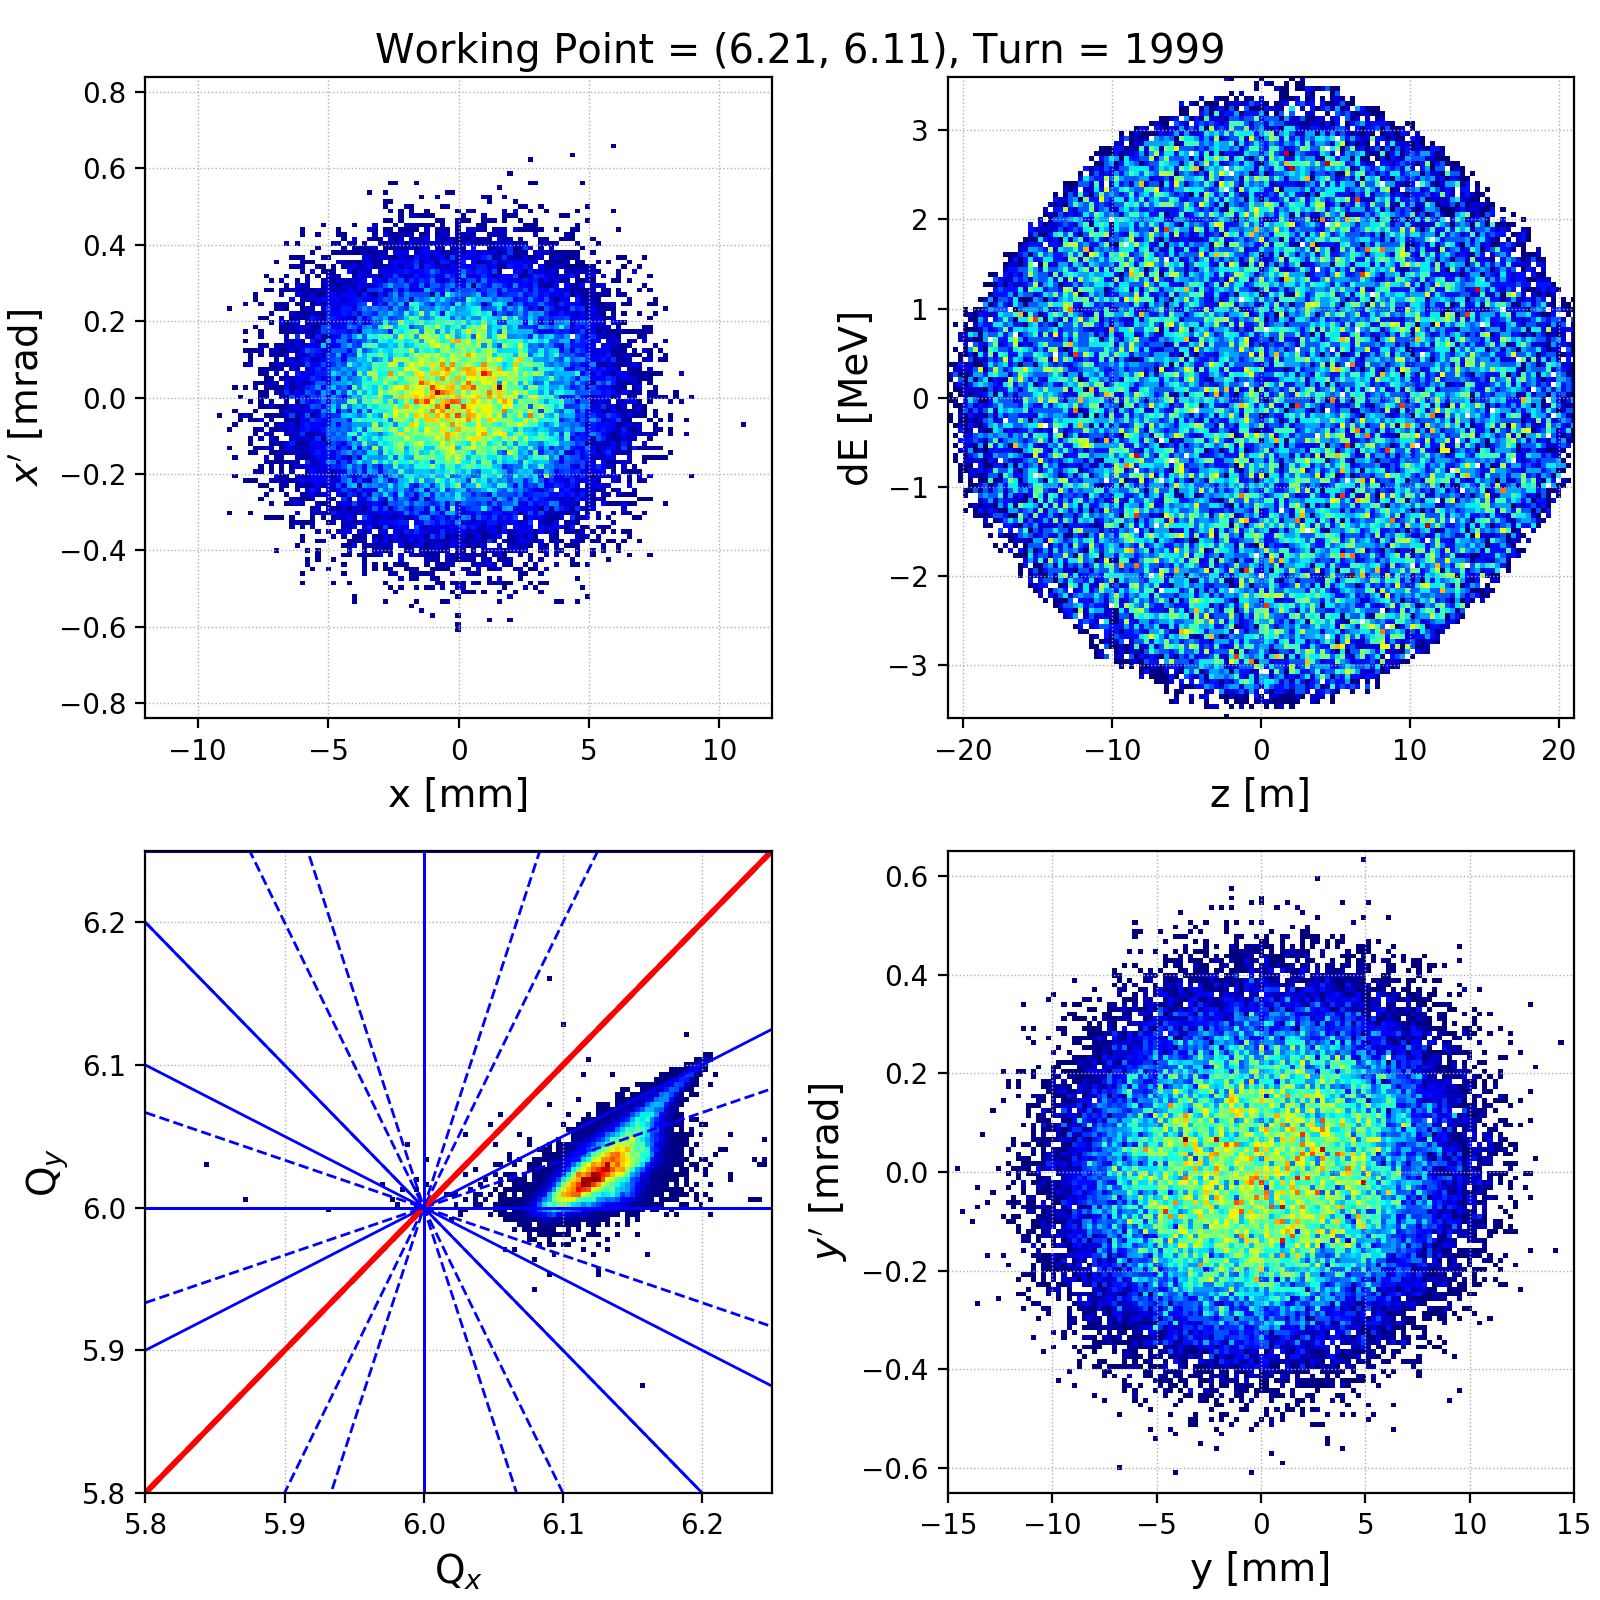 Working Point = (6.21, 6.11), Turn = 1999
0.8
0.6
0.4
0.2
0.0
−0.2
−0.4
−0.6
−0.8
x′ [mrad]
−10 −5 0 5 10
x [mm]
3
2
1
0
−1
−2
−3
dE [MeV]
−20 −10 0 10 20
z [m]
6.2
6.1
6.0
5.9
5.8
Qy
5.8 5.9 6.0 6.1 6.2
Qx
0.6
0.4
0.2
0.0
−0.2
−0.4
−0.6
y′ [mrad]
−15 −10 −5 0 5 10 15
y [mm]